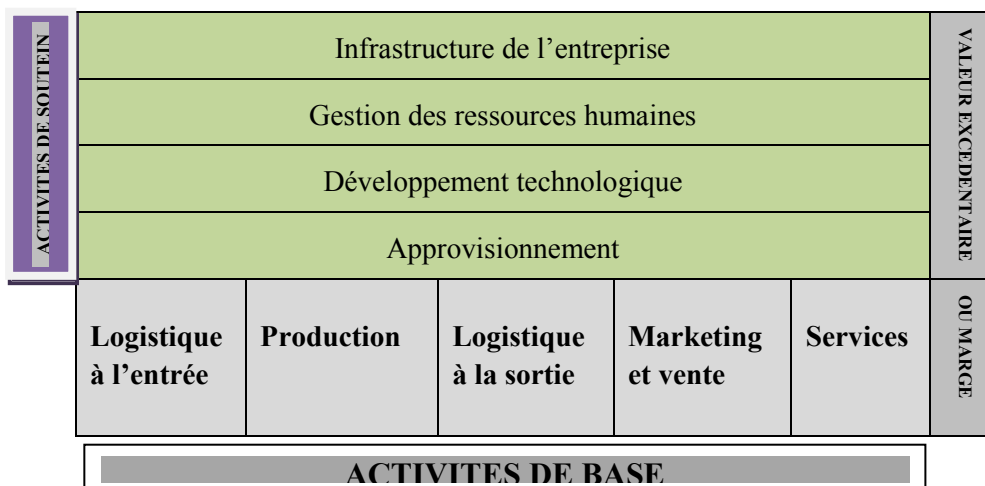 ACTIVITES DE SOUTEIN
Infrastructure de l’entreprise
Gestion des ressources humaines
Développement technologique
Approvisionnement
VALEUR EXCEDENTAIRE
OU MARGE
Logistique
à l’entrée
Production
Logistique
à la sortie
Marketing
et vente
Services
ACTIVITES DE BASE